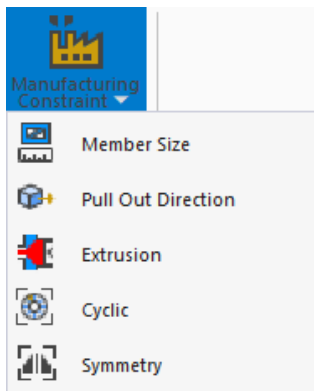 Manufacturing
Constraint
Member Size
Pull Out Direction
Extrusion
Cyclic
Symmetry